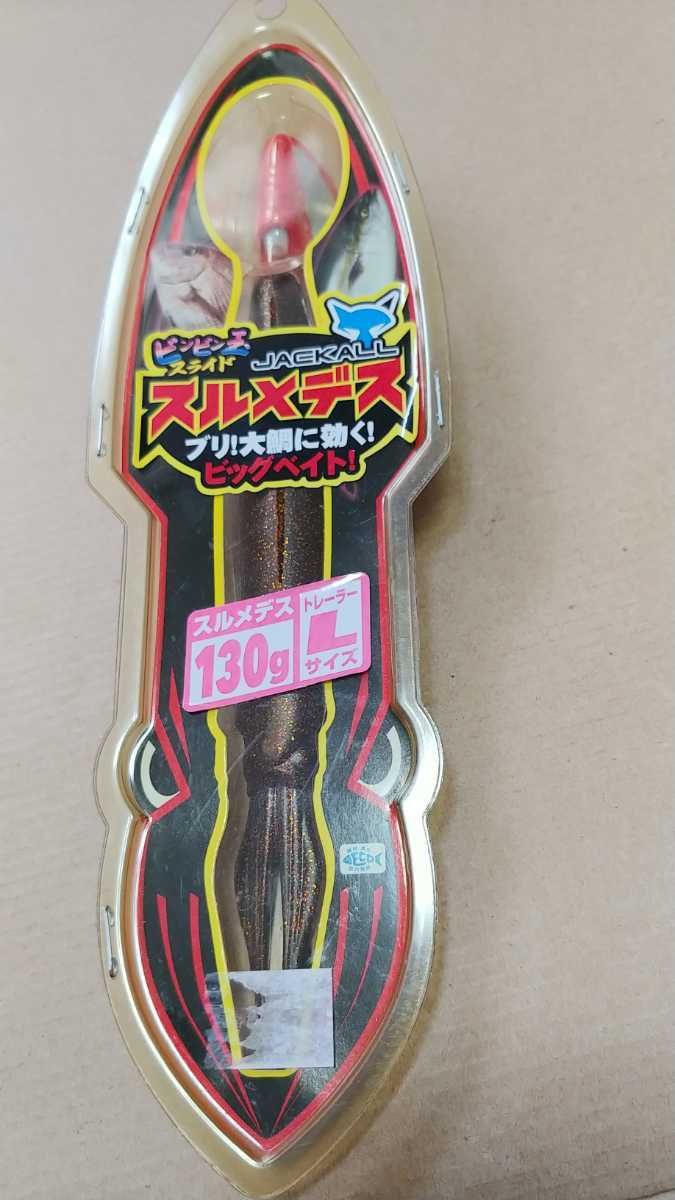 ビンビン玉
スライド
JACKALL
スルメデス
ブリ!大鯛に効く!
ビッグベイト!
スルメデス
130g
トレーラー
L
サイズ
ECO